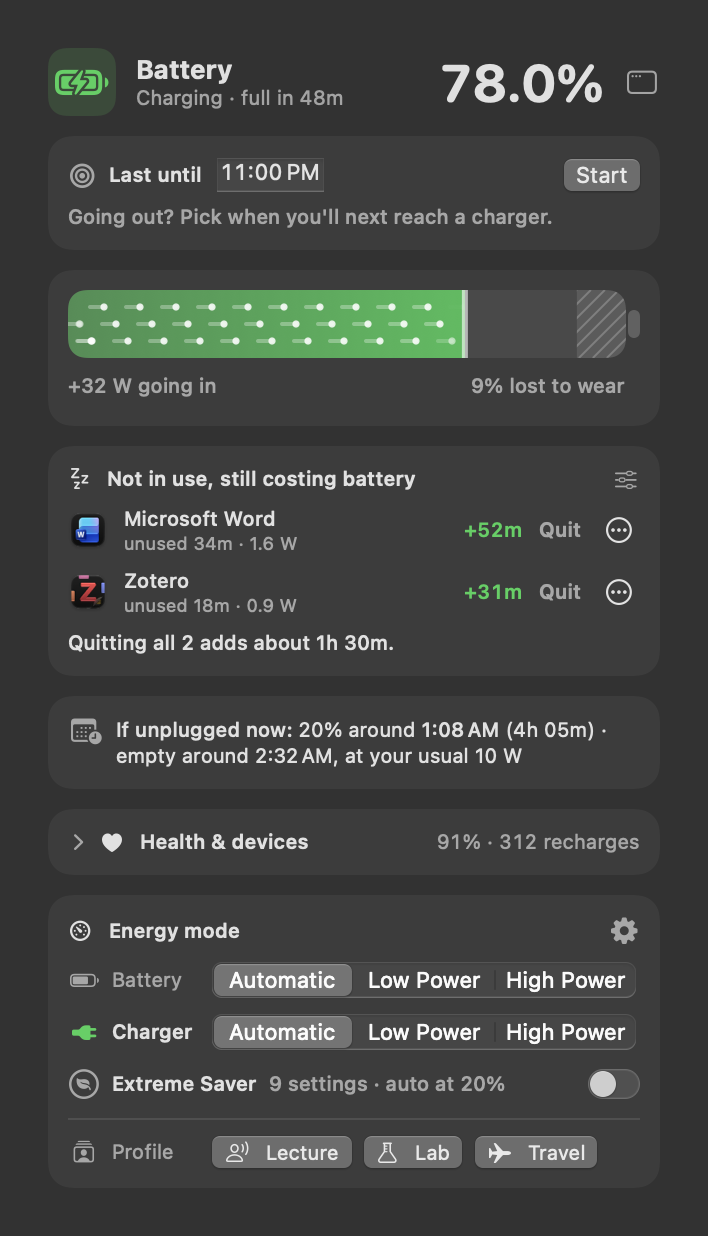 Battery
Charging · full in 48m
78.0%
Last until 11:00 PM Start
Going out? Pick when you'll next reach a charger.
+32 W going in 9% lost to wear
Not in use, still costing battery
Microsoft Word
unused 34m · 1.6 W
+52m Quit
Zotero
unused 18m · 0.9 W
+31m Quit
Quitting all 2 adds about 1h 30m.
If unplugged now: 20% around 1:08 AM (4h 05m) ·
empty around 2:32 AM, at your usual 10 W
Health & devices 91% · 312 recharges
Energy mode
Battery Automatic Low Power High Power
Charger Automatic Low Power High Power
Extreme Saver 9 settings · auto at 20%
Profile Lecture Lab Travel